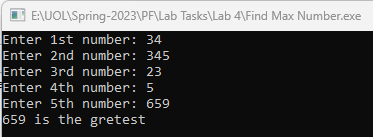 E:\UOL\Spring-2023\PF\Lab Tasks\Lab 4\Find Max Number.exe
Enter 1st number: 34
Enter 2nd number: 345
Enter 3rd number: 23
Enter 4th number: 5
Enter 5th number: 659
659 is the gretest